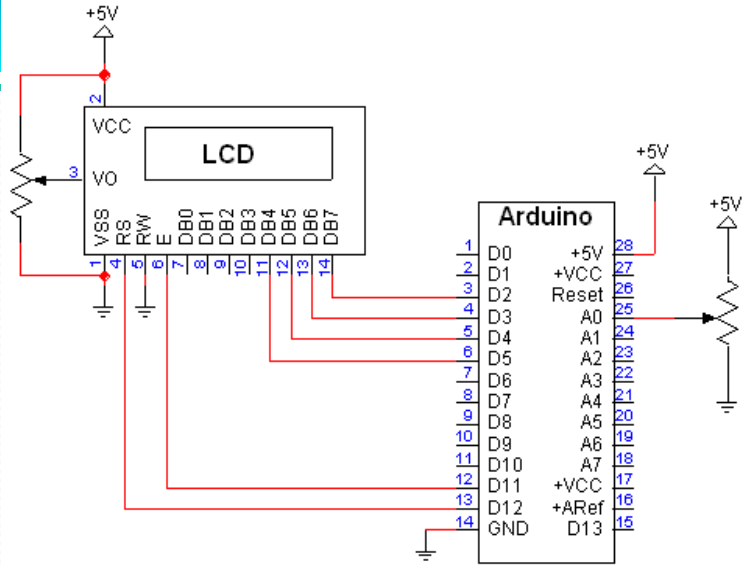 +5V
2
VCC
LCD
3
VO
VSS
RS
RW
E
DB0
DB1
DB2
DB3
DB4
DB5
DB6
DB7
1
4
5
6
7
8
9
10
11
12
13
14
+5V
+5V
Arduino
1 D0 +5V 28
2 D1 +VCC 27
3 D2 Reset 26
4 D3 A0 25
5 D4 A1 24
6 D5 A2 23
7 D6 A3 22
8 D7 A4 21
9 D8 A5 20
10 D9 A6 19
11 D10 A7 18
12 D11 +VCC 17
13 D12 +ARef 16
14 GND D13 15